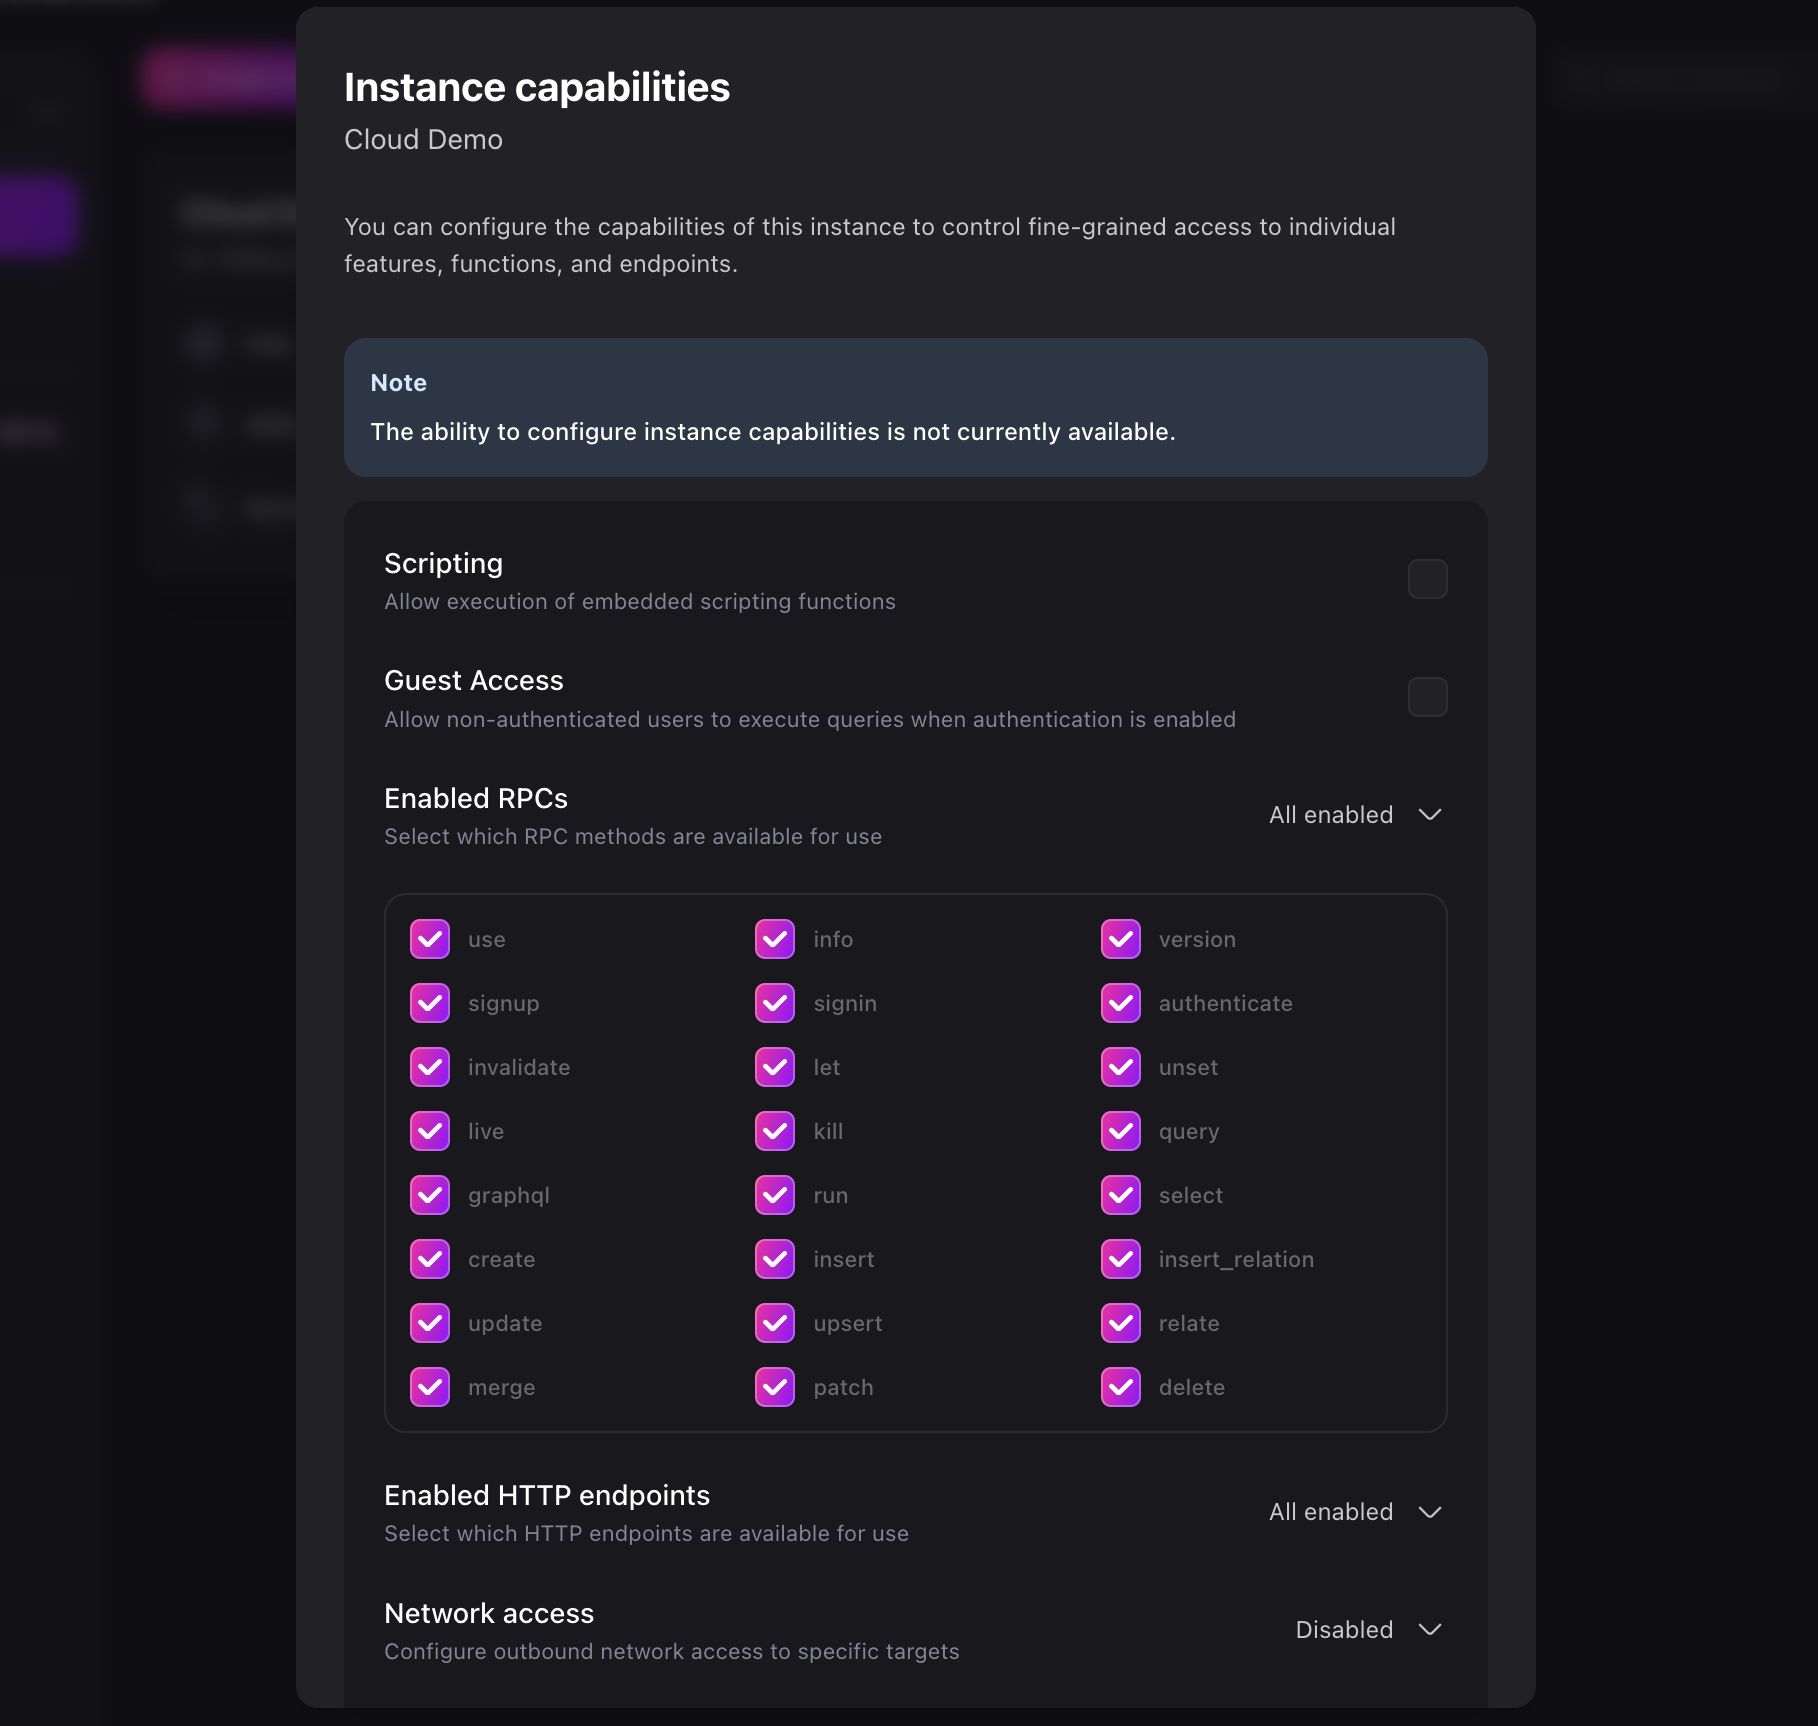 Instance capabilities
Cloud Demo
You can configure the capabilities of this instance to control fine-grained access to individual
features, functions, and endpoints.
Note
The ability to configure instance capabilities is not currently available.
Scripting
Allow execution of embedded scripting functions
Guest Access
Allow non-authenticated users to execute queries when authentication is enabled
Enabled RPCs
Select which RPC methods are available for use
All enabled
use info version
signup signin authenticate
invalidate let unset
live kill query
graphql run select
create insert insert_relation
update upsert relate
merge patch delete
Enabled HTTP endpoints
Select which HTTP endpoints are available for use
All enabled
Network access
Configure outbound network access to specific targets
Disabled